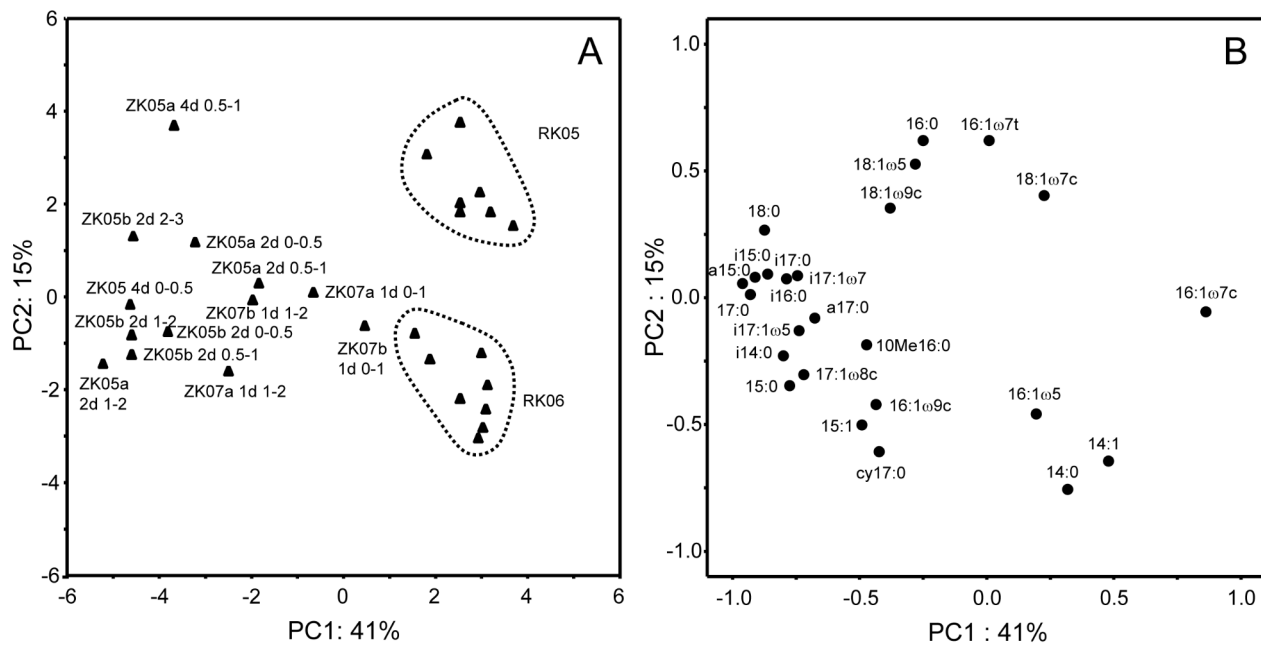 A
6
4
2
0
-2
-4
-6
-6
-4
-2
0
2
4
6
PC2: 15%
PC1: 41%
ZK05a 4d 0.5-1
RK05
ZK05b 2d 2-3
ZK05a 2d 0-0.5
ZK05a 2d 0.5-1
ZK05 4d 0-0.5
ZK07b 1d 1-2
ZK07a 1d 0-1
ZK05b 2d 1-2
ZK05b 2d 0-0.5
ZK05b 2d 0.5-1
ZK07b
1d 0-1
ZK05a
2d 1-2
ZK07a 1d 1-2
RK06
B
1.0
0.5
0.0
-0.5
-1.0
-1.0
-0.5
0.0
0.5
1.0
PC2 : 15%
PC1 : 41%
16:0
16:1ω7t
18:1ω5
18:1ω7c
18:1ω9c
18:0
i15:0
i17:0
a15:0
i17:1ω7
i16:0
17:0
a17:0
16:1ω7c
i17:1ω5
10Me16:0
i14:0
17:1ω8c
15:0
16:1ω9c
16:1ω5
15:1
14:1
cy17:0
14:0